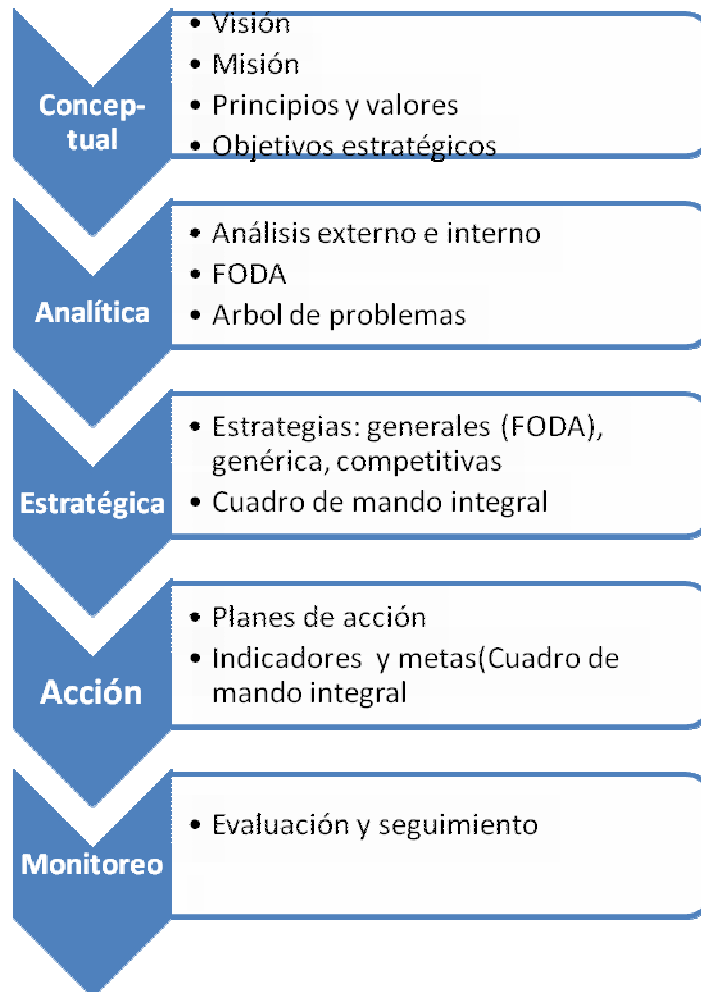 Concep-
tual
• Visión
• Misión
• Principios y valores
• Objetivos estratégicos
Analítica
• Análisis externo e interno
• FODA
• Arbol de problemas
Estratégica
• Estrategias: generales (FODA),
genérica, competitivas
• Cuadro de mando integral
Acción
• Planes de acción
• Indicadores y metas(Cuadro de
mando integral
Monitoreo
• Evaluación y seguimiento